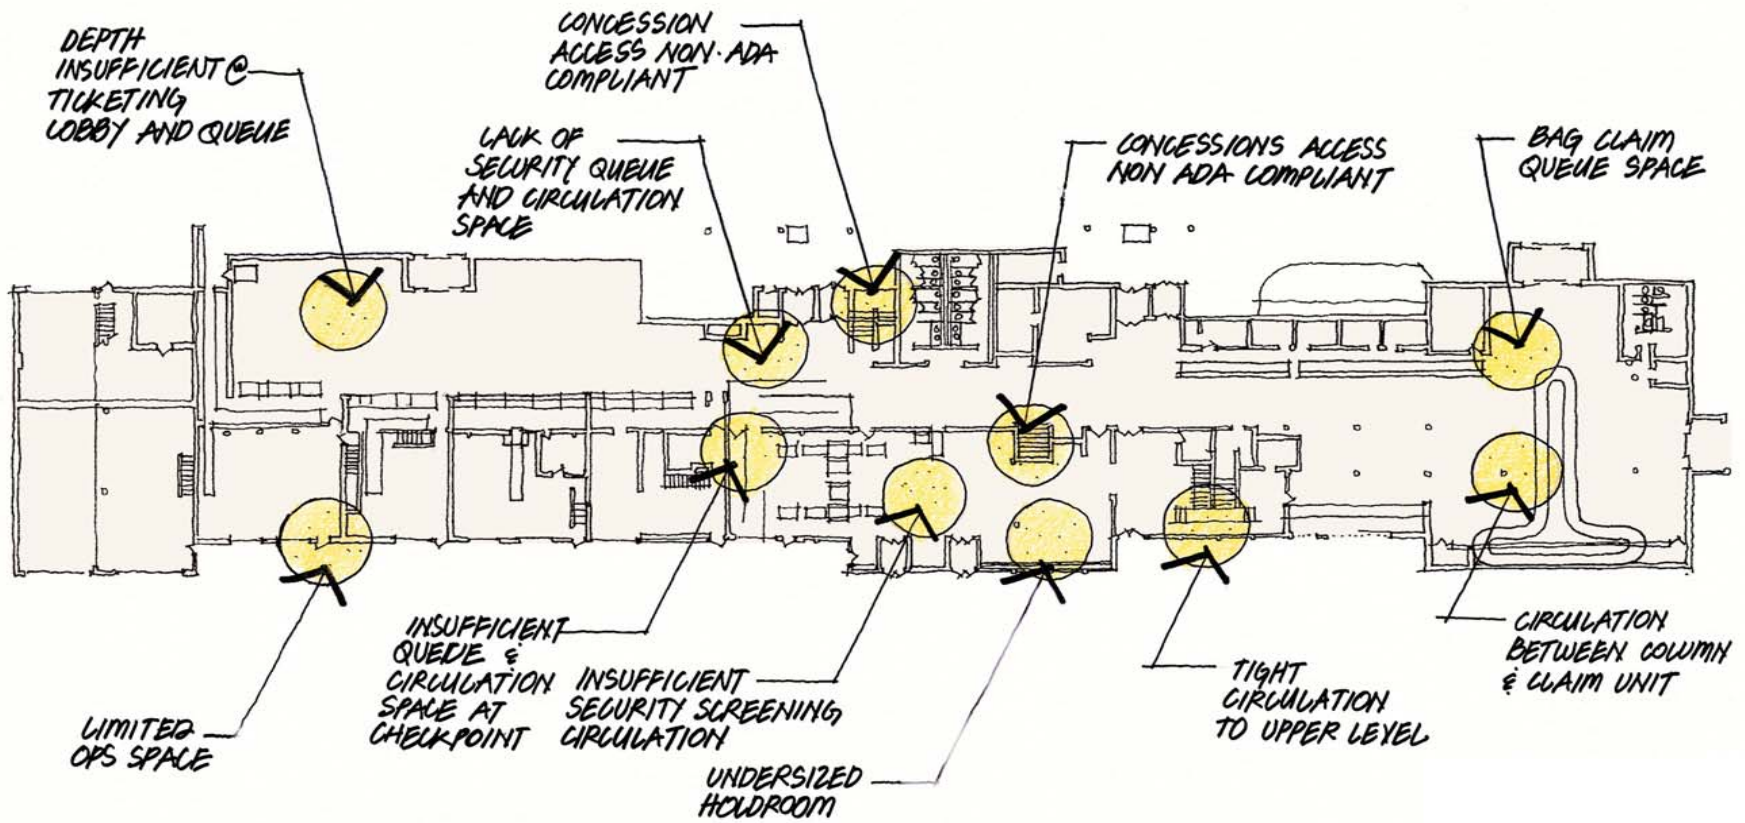 DEPTH
INSUFFICIENT @
TICKETING
LOBBY AND QUEUE
CONCESSION
ACCESS NON-ADA
COMPLIANT
LACK OF
SECURITY QUEUE
AND CIRCULATION
SPACE
CONCESSIONS ACCESS
NON ADA COMPLIANT
BAG CLAIM
QUEUE SPACE
LIMITED
OPS SPACE
INSUFFICIENT
QUEUE &
CIRCULATION
SPACE AT
CHECKPOINT
INSUFFICIENT
SECURITY SCREENING
CIRCULATION
UNDERSIZED
HOLDROOM
TIGHT
CIRCULATION
TO UPPER LEVEL
CIRCULATION
BETWEEN COLUMN
& CLAIM UNIT